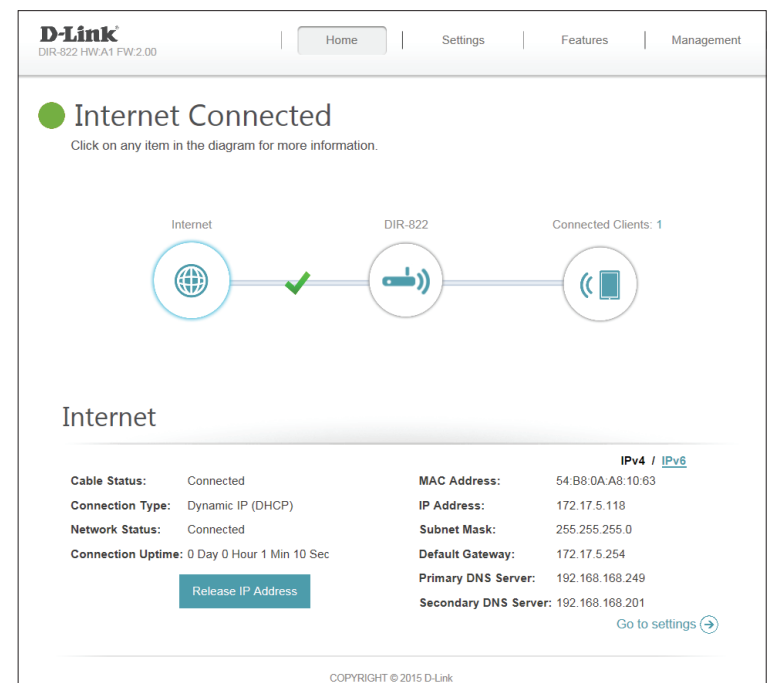 D-Link
DIR-822 HW:A1 FW:2.00
Home
Settings
Features
Management
Internet Connected
Click on any item in the diagram for more information.
Internet
DIR-822
Connected Clients: 1
Internet
IPv4 / IPv6
Cable Status: Connected
MAC Address: 54:B8:0A:A8:10:63
Connection Type: Dynamic IP (DHCP)
IP Address: 172.17.5.118
Network Status: Connected
Subnet Mask: 255.255.255.0
Connection Uptime: 0 Day 0 Hour 1 Min 10 Sec
Default Gateway: 172.17.5.254
Release IP Address
Primary DNS Server: 192.168.168.249
Secondary DNS Server: 192.168.168.201
Go to settings
COPYRIGHT © 2015 D-Link